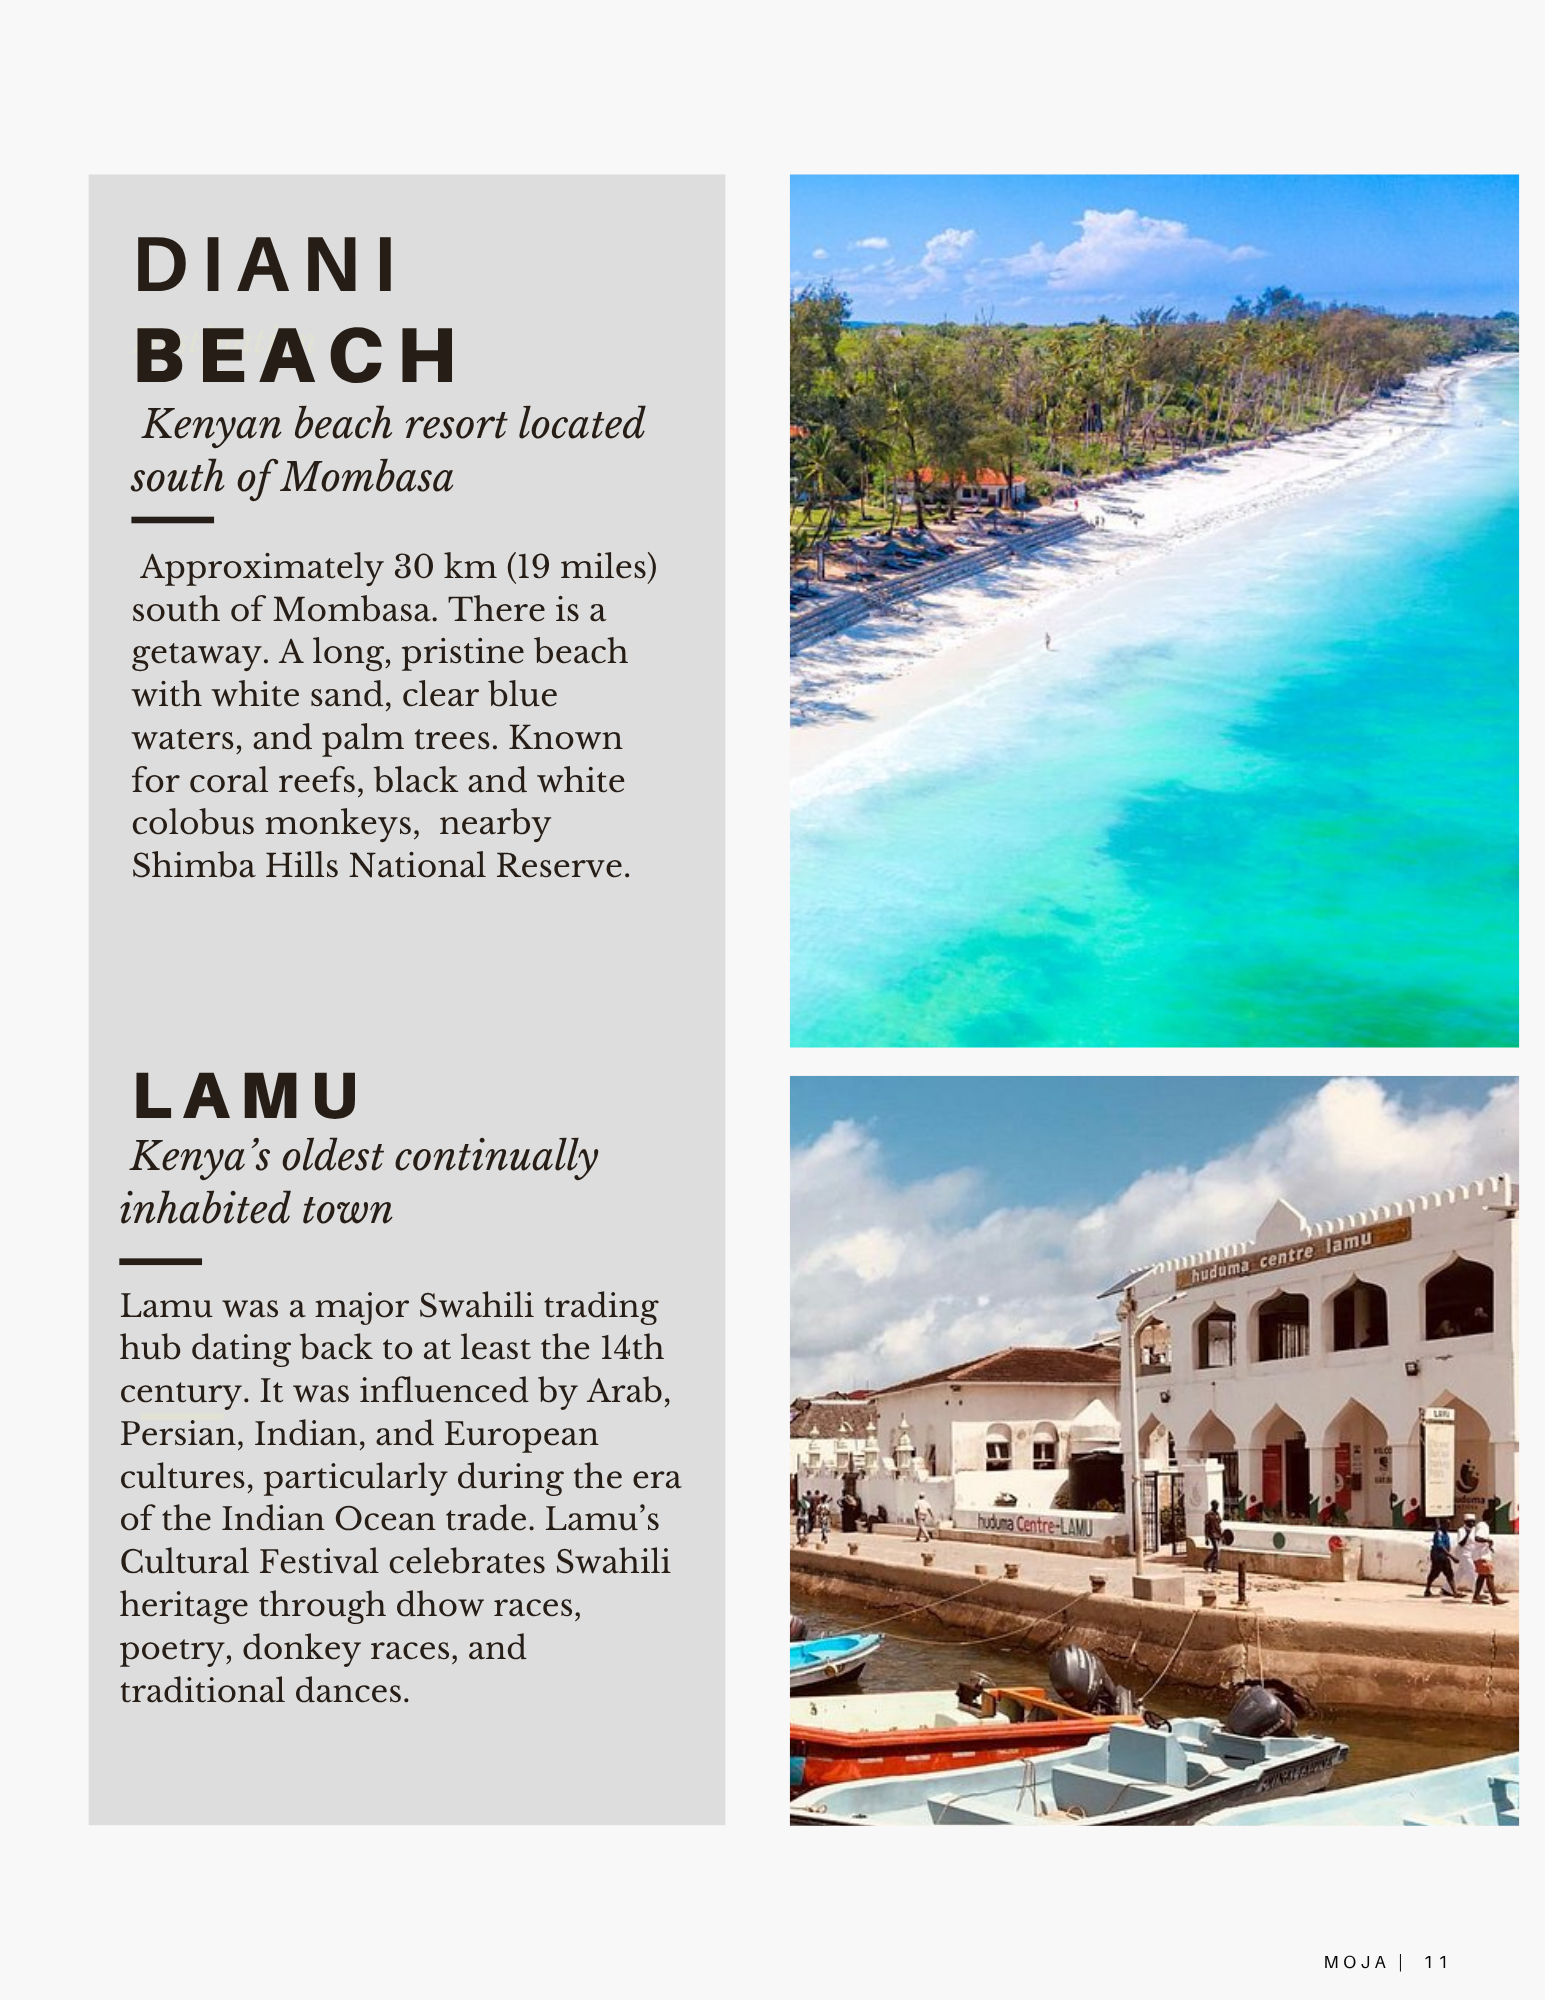 DIANI
BEACH
Kenyan beach resort located
south of Mombasa
Approximately 30 km (19 miles)
south of Mombasa. There is a
getaway. A long, pristine beach
with white sand, clear blue
waters, and palm trees. Known
for coral reefs, black and white
colobus monkeys,  nearby
Shimba Hills National Reserve.
LAMU
Kenya’s oldest continually
inhabited town
Lamu was a major Swahili trading
hub dating back to at least the 14th
century. It was influenced by Arab,
Persian, Indian, and European
cultures, particularly during the era
of the Indian Ocean trade. Lamu’s
Cultural Festival celebrates Swahili
heritage through dhow races,
poetry, donkey races, and
traditional dances.
huduma centre lamu
LAMU
huduma
huduma Centre-LAMU
MOJA | 11